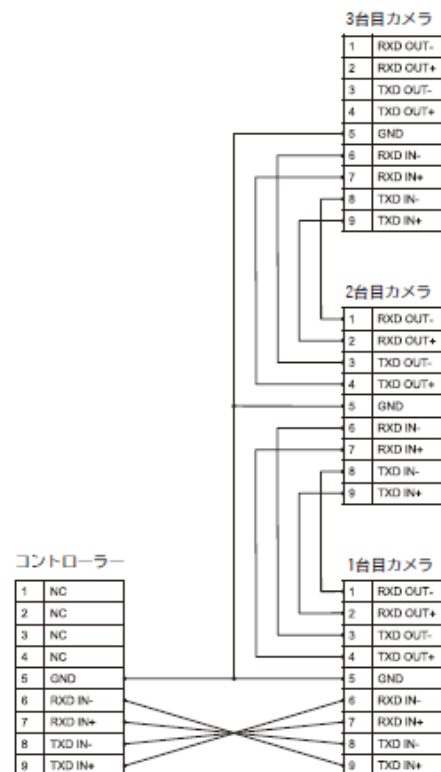 3台目カメラ
1 RXD OUT-
2 RXD OUT+
3 TXD OUT-
4 TXD OUT+
5 GND
6 RXD IN-
7 RXD IN+
8 TXD IN-
9 TXD IN+
2台目カメラ
1 RXD OUT-
2 RXD OUT+
3 TXD OUT-
4 TXD OUT+
5 GND
6 RXD IN-
7 RXD IN+
8 TXD IN-
9 TXD IN+
コントローラー
1 NC
2 NC
3 NC
4 NC
5 GND
6 RXD IN-
7 RXD IN+
8 TXD IN-
9 TXD IN+
1台目カメラ
1 RXD OUT-
2 RXD OUT+
3 TXD OUT-
4 TXD OUT+
5 GND
6 RXD IN-
7 RXD IN+
8 TXD IN-
9 TXD IN+